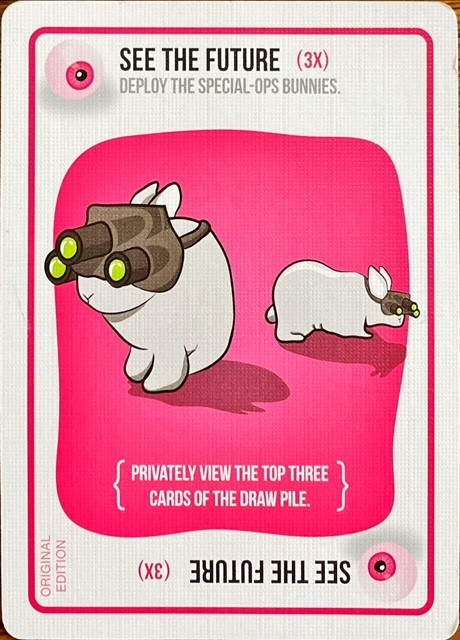 SEE THE FUTURE (3X)
DEPLOY THE SPECIAL-OPS BUNNIES.
{ PRIVATELY VIEW THE TOP THREE
CARDS OF THE DRAW PILE. }
ORIGINAL
EDITION
SEE THE FUTURE (3X)